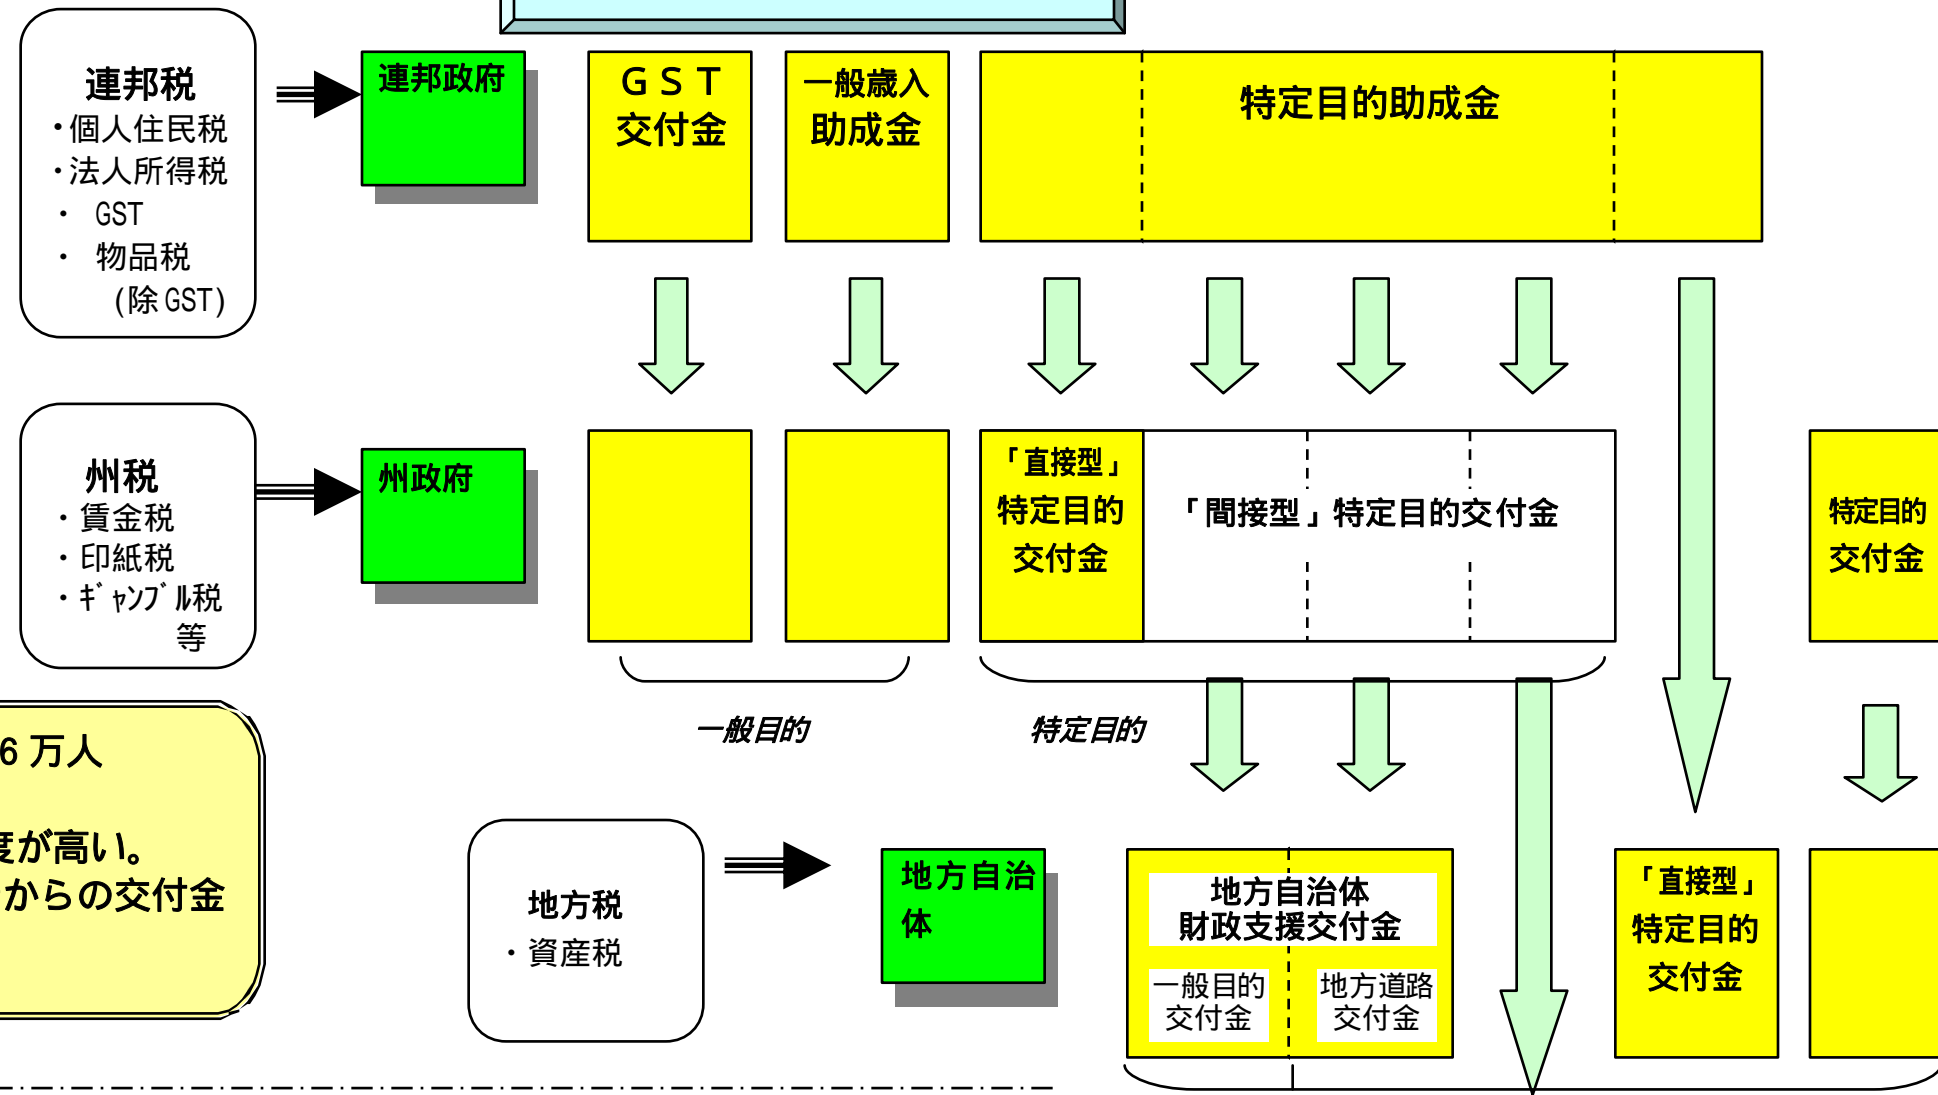 連邦税
・個人住民税
・法人所得税
・ GST
・ 物品税
(除GST)
連邦政府
GST
交付金
一般歳入
助成金
特定目的助成金
州税
・賃金税
・印紙税
・ｷﾞｬﾝﾌﾞﾙ税
等
州政府
「直接型」
特定目的
交付金
「間接型」特定目的交付金
特定目的
交付金
一般目的
特定目的
6万人
度が高い。
からの交付金
地方税
・資産税
地方自治
体
地方自治体
財政支援交付金
一般目的
交付金
地方道路
交付金
「直接型」
特定目的
交付金